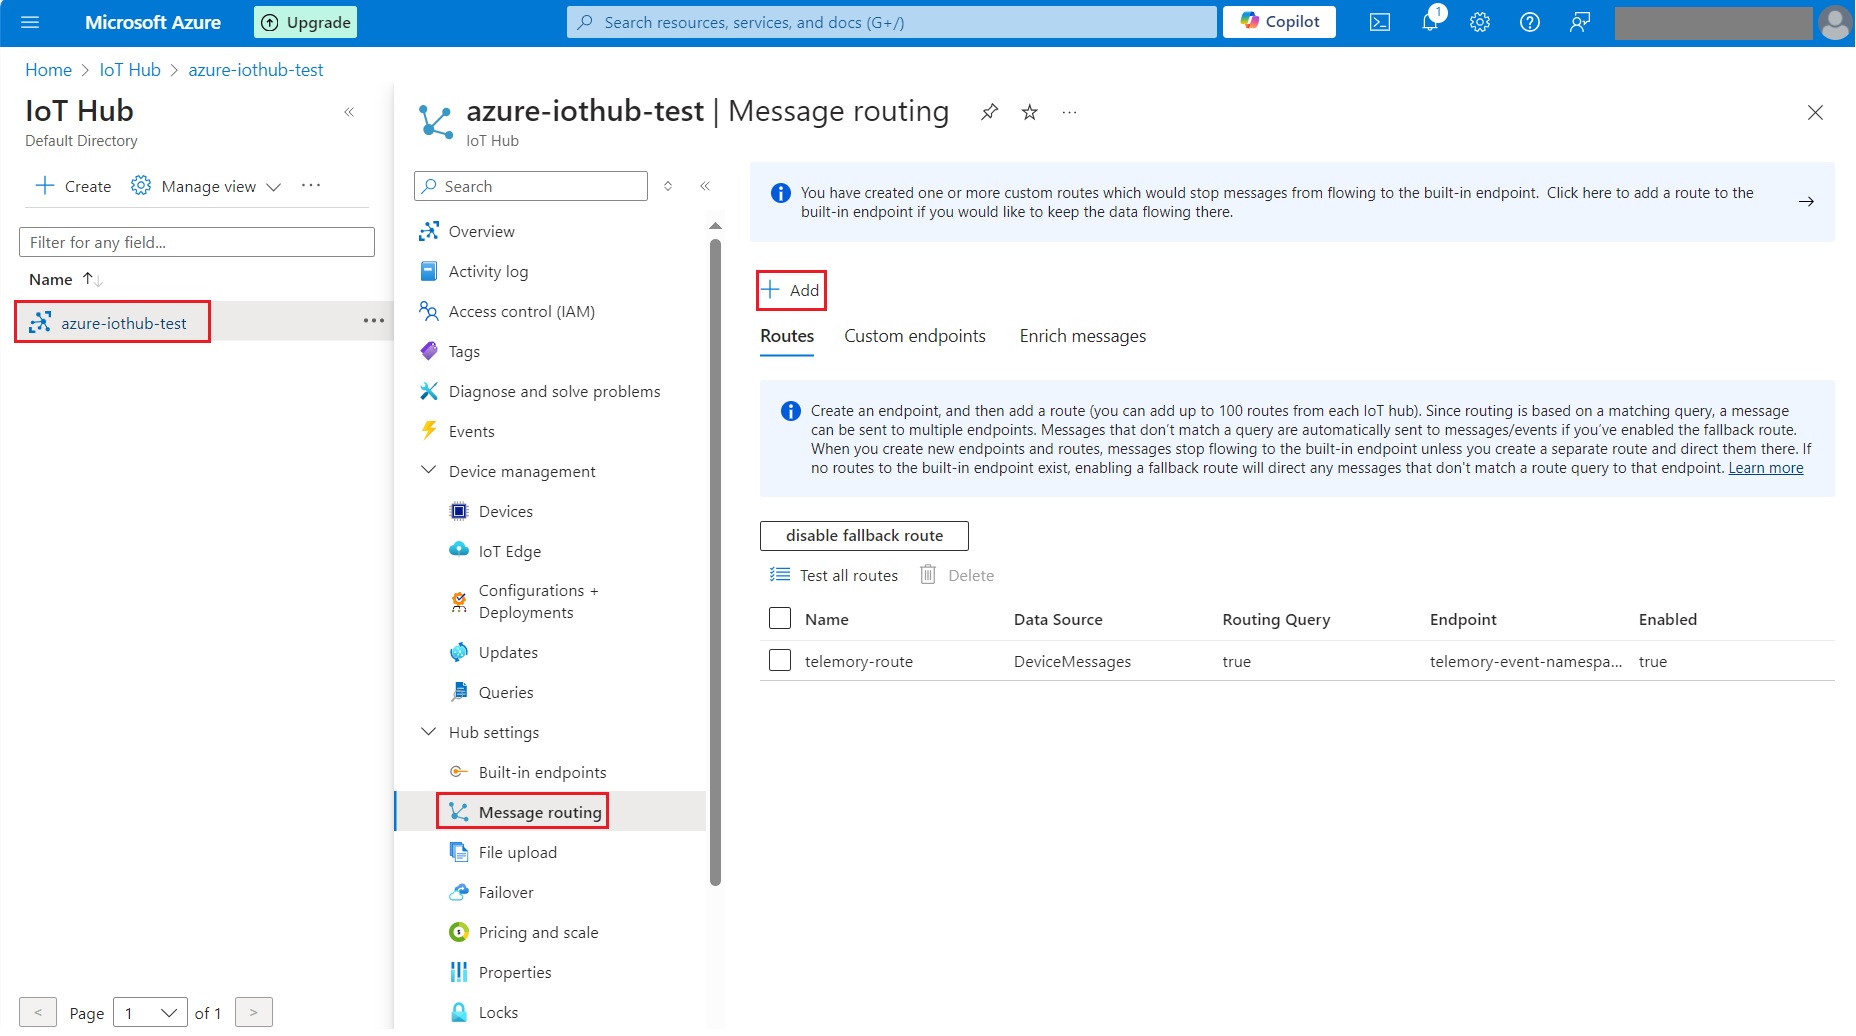 Microsoft Azure
Upgrade
Search resources, services, and docs (G+/)
Copilot
1
Home > IoT Hub > azure-iothub-test
IoT Hub
Default Directory
Create
Manage view
Filter for any field...
Name
azure-iothub-test
< Page 1 of 1 >
azure-iothub-test | Message routing
IoT Hub
Search
Overview
Activity log
Access control (IAM)
Tags
Diagnose and solve problems
Events
Device management
Devices
IoT Edge
Configurations +
Deployments
Updates
Queries
Hub settings
Built-in endpoints
Message routing
File upload
Failover
Pricing and scale
Properties
Locks
You have created one or more custom routes which would stop messages from flowing to the built-in endpoint. Click here to add a route to the
built-in endpoint if you would like to keep the data flowing there.
Add
Routes Custom endpoints Enrich messages
Create an endpoint, and then add a route (you can add up to 100 routes from each IoT hub). Since routing is based on a matching query, a message
can be sent to multiple endpoints. Messages that don't match a query are automatically sent to messages/events if you've enabled the fallback route.
When you create new endpoints and routes, messages stop flowing to the built-in endpoint unless you create a separate route and direct them there. If
no routes to the built-in endpoint exist, enabling a fallback route will direct any messages that don't match a route query to that endpoint. Learn more
disable fallback route
Test all routes Delete
Name Data Source Routing Query Endpoint Enabled
telemory-route DeviceMessages true telemory-event-namespa... true